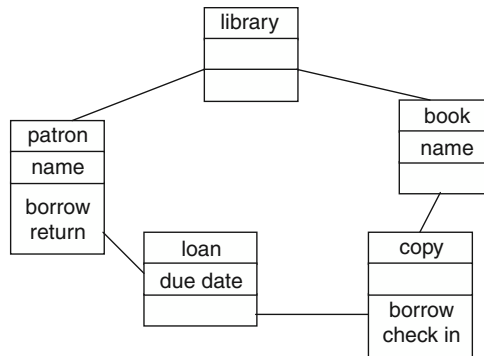 library
patron
name
borrow
return
book
name
loan
due date
copy
borrow
check in